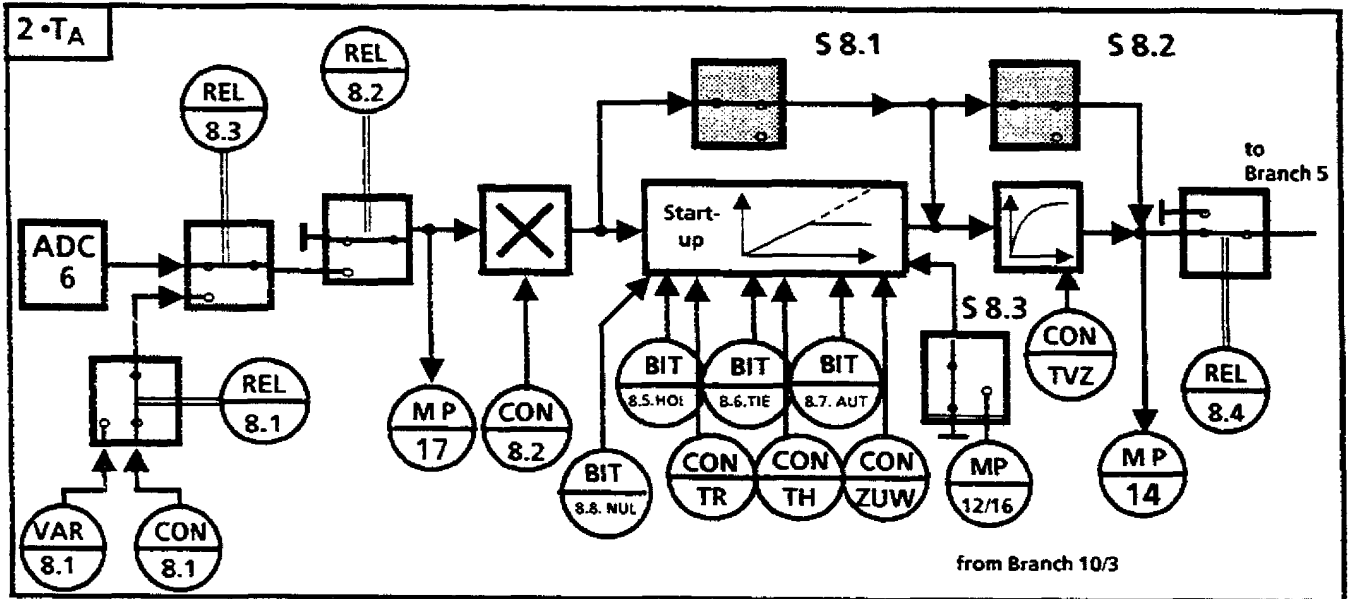 2 •TA
S 8.1
S 8.2
REL
8.3
REL
8.2
to
Branch 5
ADC
6
Start-
up
REL
8.1
M P
17
CON
8.2
BIT
8.5. HOL
BIT
8.6. TIE
BIT
8.7. AUT
S 8.3
CON
TVZ
REL
8.4
BIT
8.8. NUL
CON
TR
CON
TH
CON
ZUW
MP
12/16
M P
14
VAR
8.1
CON
8.1
from Branch 10/3